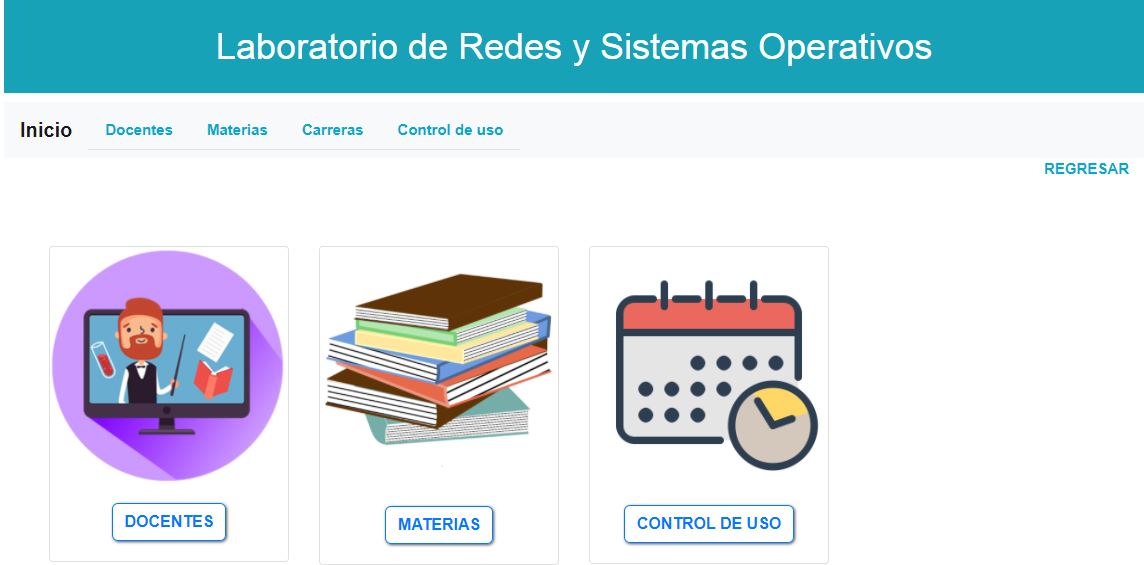 Laboratorio de Redes y Sistemas Operativos
Inicio Docentes Materias Carreras Control de uso
REGRESAR
DOCENTES MATERIAS CONTROL DE USO